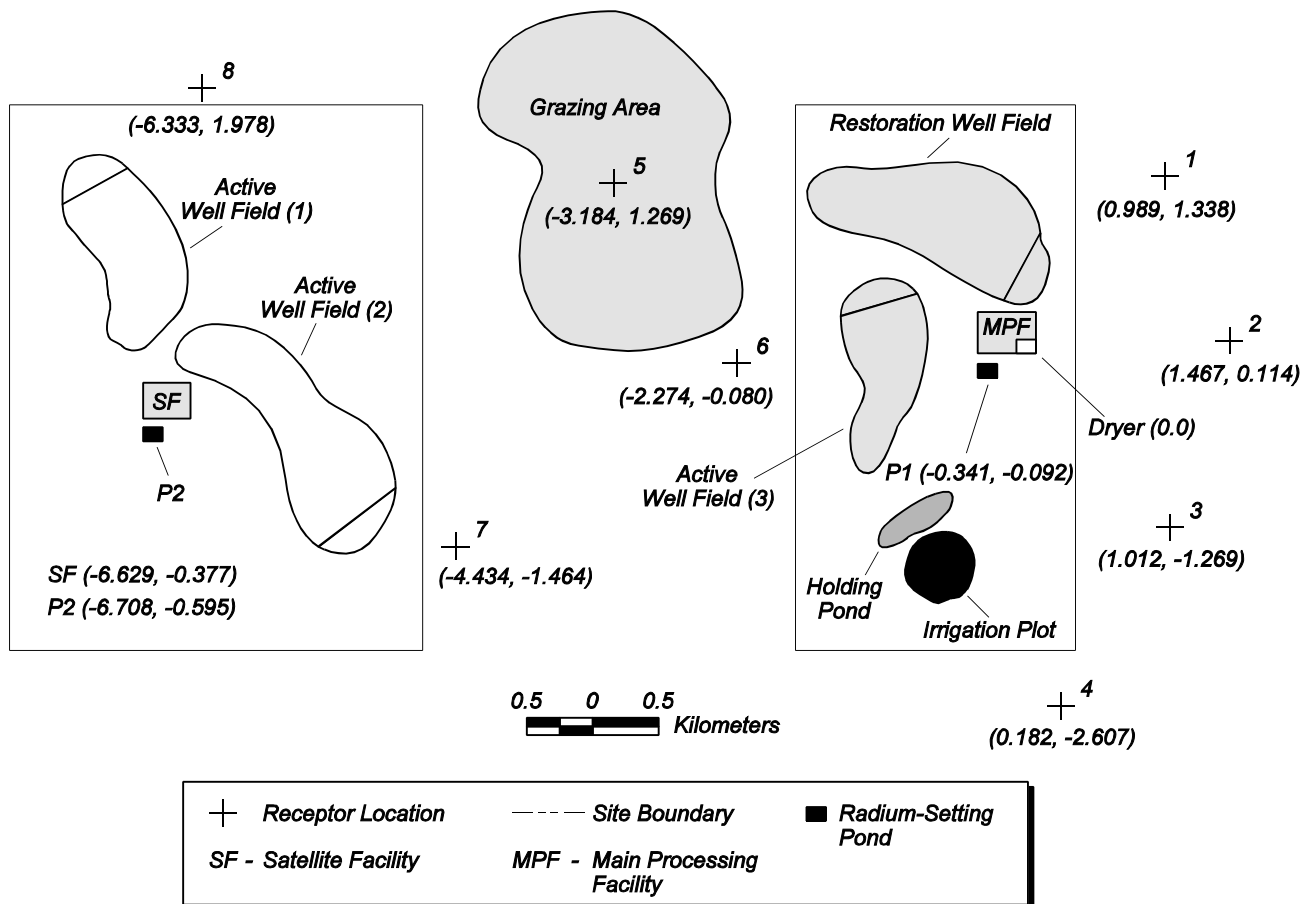 8
(-6.333, 1.978)
Active
Well Field (1)
Active
Well Field (2)
SF
P2
SF (-6.629, -0.377)
P2 (-6.708, -0.595)
7
(-4.434, -1.464)
Grazing Area
5
(-3.184, 1.269)
6
(-2.274, -0.080)
Restoration Well Field
1
(0.989, 1.338)
MPF
2
(1.467, 0.114)
Dryer (0.0)
P1 (-0.341, -0.092)
Active
Well Field (3)
3
(1.012, -1.269)
Holding
Pond
Irrigation Plot
4
(0.182, -2.607)
0.5 0 0.5
Kilometers
Receptor Location
Site Boundary
Radium-Setting
Pond
SF - Satellite Facility
MPF - Main Processing
Facility